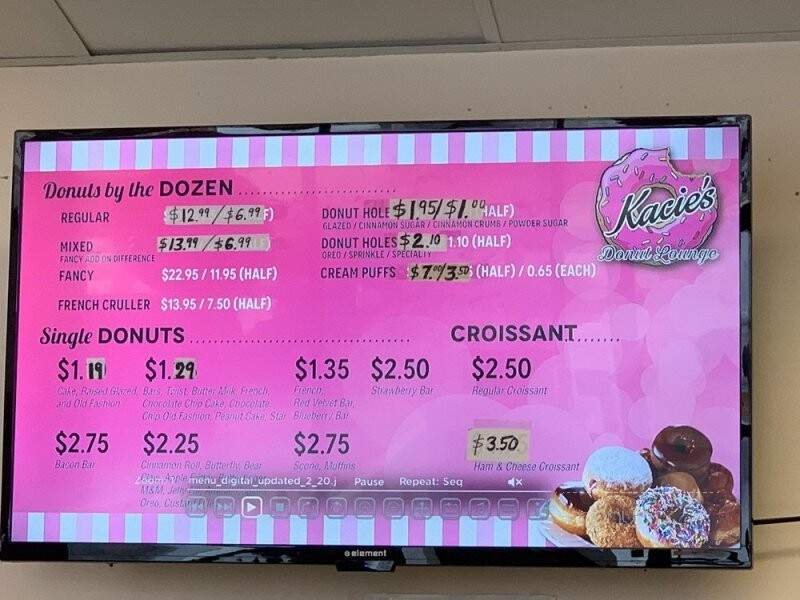 Donuts by the DOZEN
Kacie's
Donut Lounge
REGULAR $12.99/$6.99 F)
MIXED $13.99/$6.99
FANCY ADD ON DIFFERENCE
FANCY $22.95 / 11.95 (HALF)
FRENCH CRULLER $13.95 / 7.50 (HALF)
DONUT HOLE $1.95/$1.00 HALF)
GLAZED / CINNAMON SUGAR / CINNAMON CRUMB / POWDER SUGAR
DONUT HOLES $2.10 1.10 (HALF)
OREO / SPRINKLE / SPECIALTY
CREAM PUFFS $7.00/3.50 (HALF) / 0.65 (EACH)
Single DONUTS
$1.19
Cake, Raised Glazed,
and Old Fashion
$1.29
Bars, Twist, Butter Milk, French,
Chocolate Chip Cake, Chocolate
Chip Old Fashion, Peanut Cake, Star
$1.35
French,
Red Velvet Bar,
Blueberry Bar
$2.50
Strawberry Bar
$2.75
Bacon Bar
$2.25
Cinnamon Roll, Butterfly, Bear
M&M, Jelly
Oreo, Custard
$2.75
Scone, Muffins
CROISSANT
$2.50
Regular Croissant
$3.50
Ham & Cheese Croissant
menu_digital_updated_2_20.j Pause Repeat: Seq
element